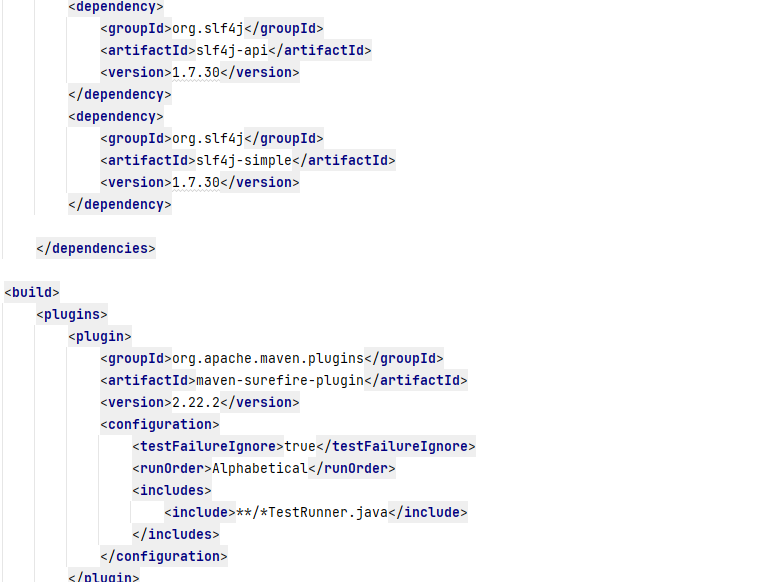 <dependency>
<groupId>org.slf4j</groupId>
<artifactId>slf4j-api</artifactId>
<version>1.7.30</version>
</dependency>
<dependency>
<groupId>org.slf4j</groupId>
<artifactId>slf4j-simple</artifactId>
<version>1.7.30</version>
</dependency>
</dependencies>
<build>
<plugins>
<plugin>
<groupId>org.apache.maven.plugins</groupId>
<artifactId>maven-surefire-plugin</artifactId>
<version>2.22.2</version>
<configuration>
<testFailureIgnore>true</testFailureIgnore>
<runOrder>Alphabetical</runOrder>
<includes>
<include>**/*TestRunner.java</include>
</includes>
</configuration>
</plugin>